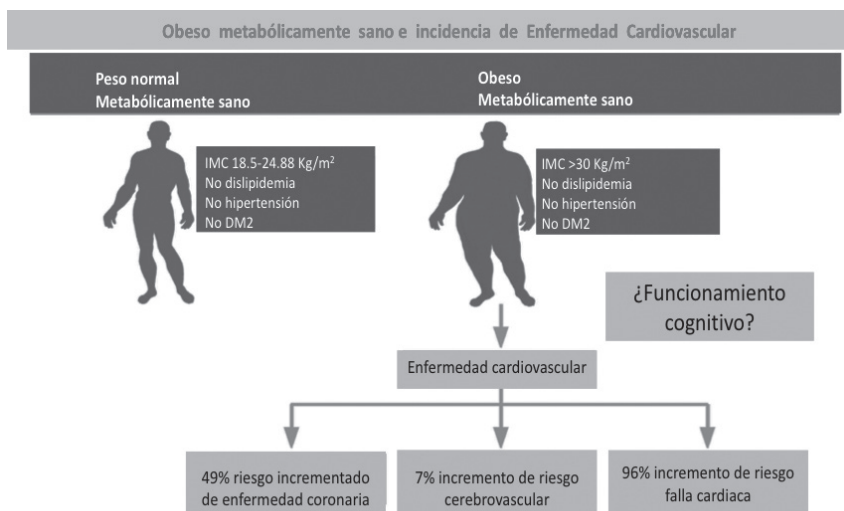 Obeso metabólicamente sano e incidencia de Enfermedad Cardiovascular
Peso normal
Metabólicamente sano
Obeso
Metabólicamente sano
IMC 18.5-24.88 Kg/m²
No dislipidemia
No hipertensión
No DM2
IMC >30 Kg/m²
No dislipidemia
No hipertensión
No DM2
¿Funcionamiento
cognitivo?
Enfermedad cardiovascular
49% riesgo incrementado
de enfermedad coronaria
7% incremento de riesgo
cerebrovascular
96% incremento de riesgo
falla cardiaca